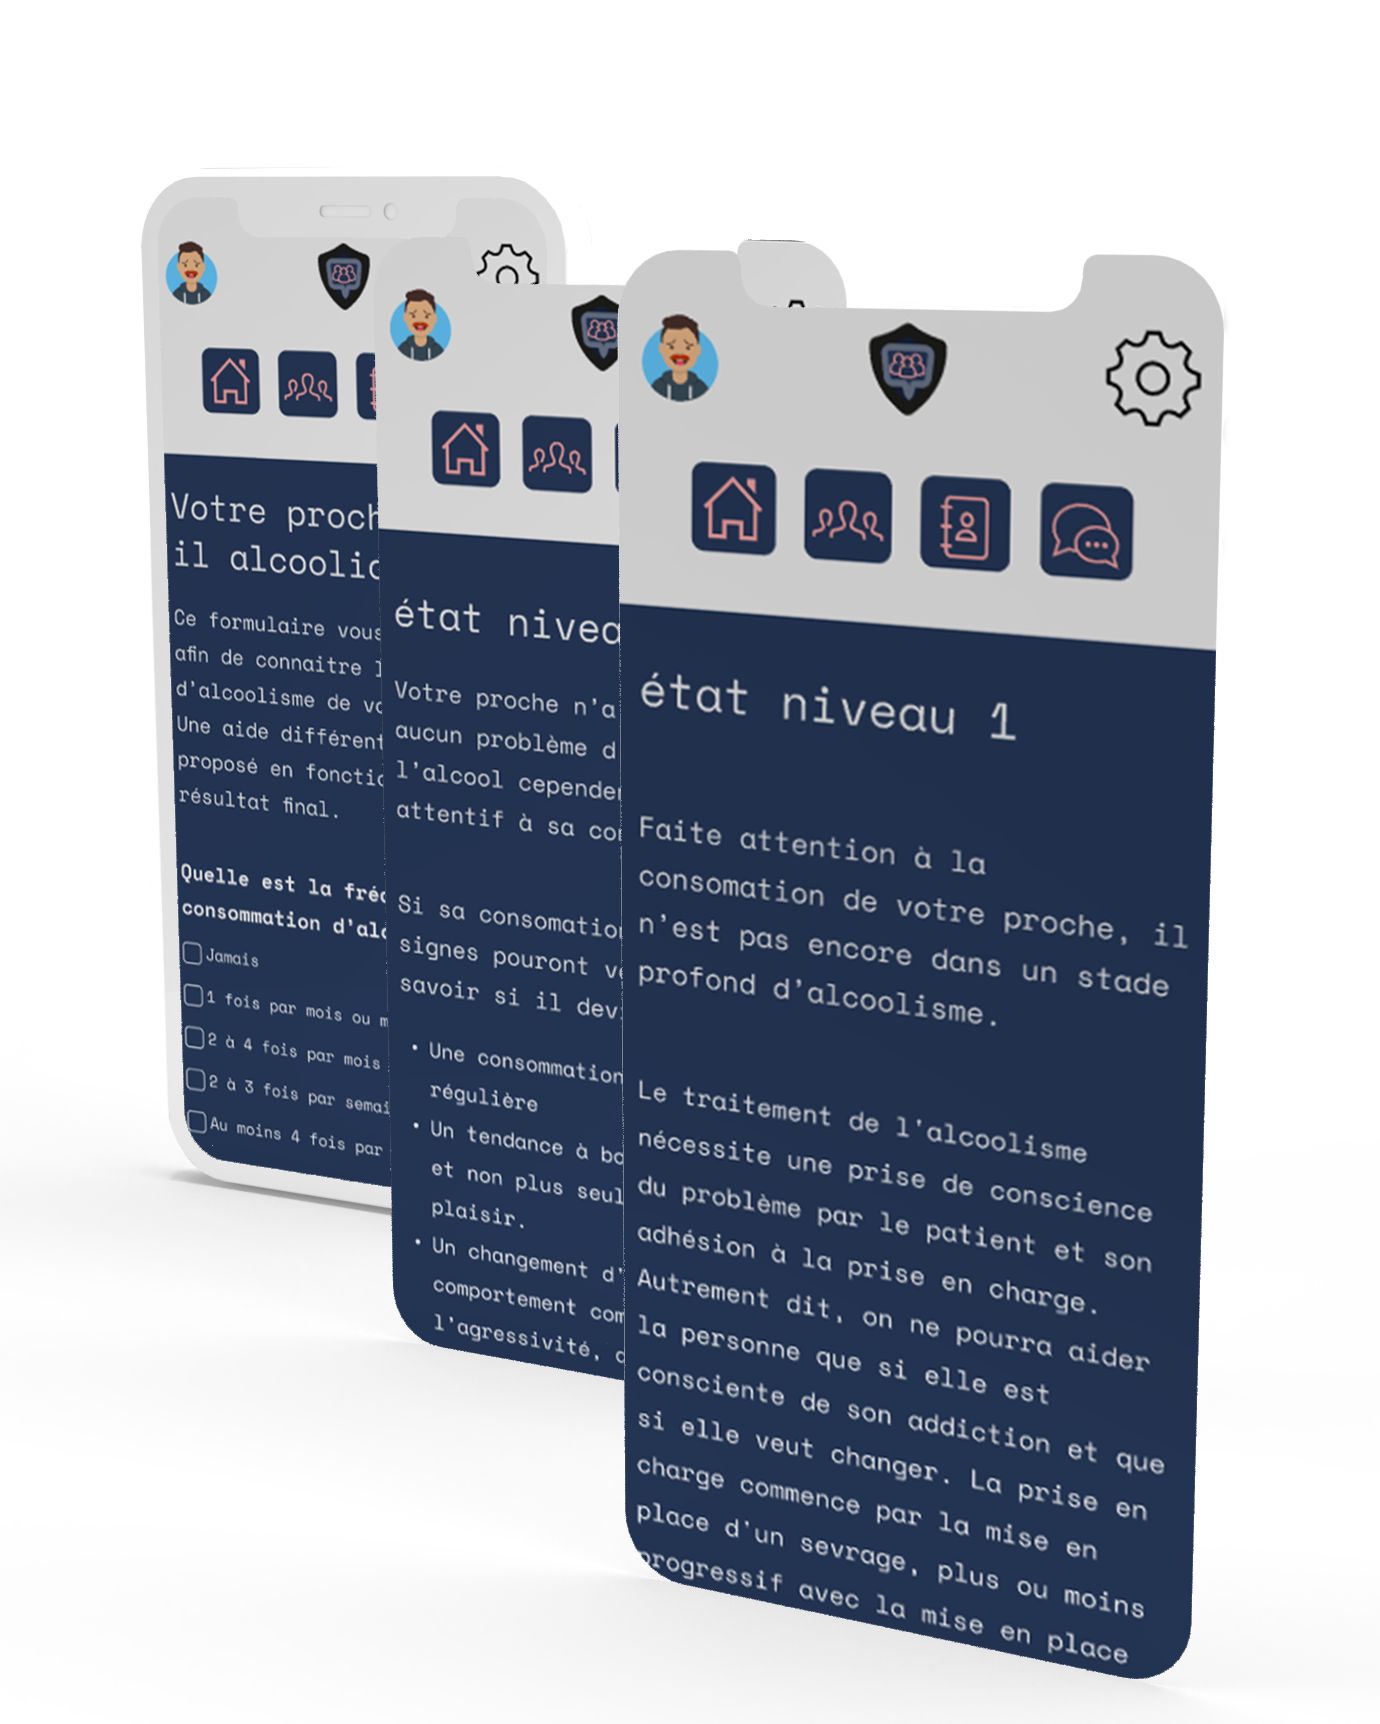 Votre proch
il alcooliq
Ce formulaire vous
afin de connaitre l
d'alcoolisme de vo
Une aide différent
proposé en fonctio
résultat final.
Quelle est la fréq
consommation d'alc
Jamais
1 fois par mois ou m
2 à 4 fois par mois
2 à 3 fois par semai
Au moins 4 fois par
état nivea
Votre proche n'a
aucun problème d
l'alcool cependen
attentif à sa con
Si sa consomation
signes pouront ve
savoir si il devi
• Une consommation
régulière
• Un tendance à bo
et non plus seul
plaisir.
• Un changement d'
comportement com
l'agressivité,
état niveau 1
Faite attention à la
consomation de votre proche, il
n'est pas encore dans un stade
profond d'alcoolisme.
Le traitement de l'alcoolisme
nécessite une prise de conscience
du problème par le patient et son
adhésion à la prise en charge.
Autrement dit, on ne pourra aider
la personne que si elle est
consciente de son addiction et que
si elle veut changer. La prise en
charge commence par la mise en
place d'un sevrage, plus ou moins
progressif avec la mise en place